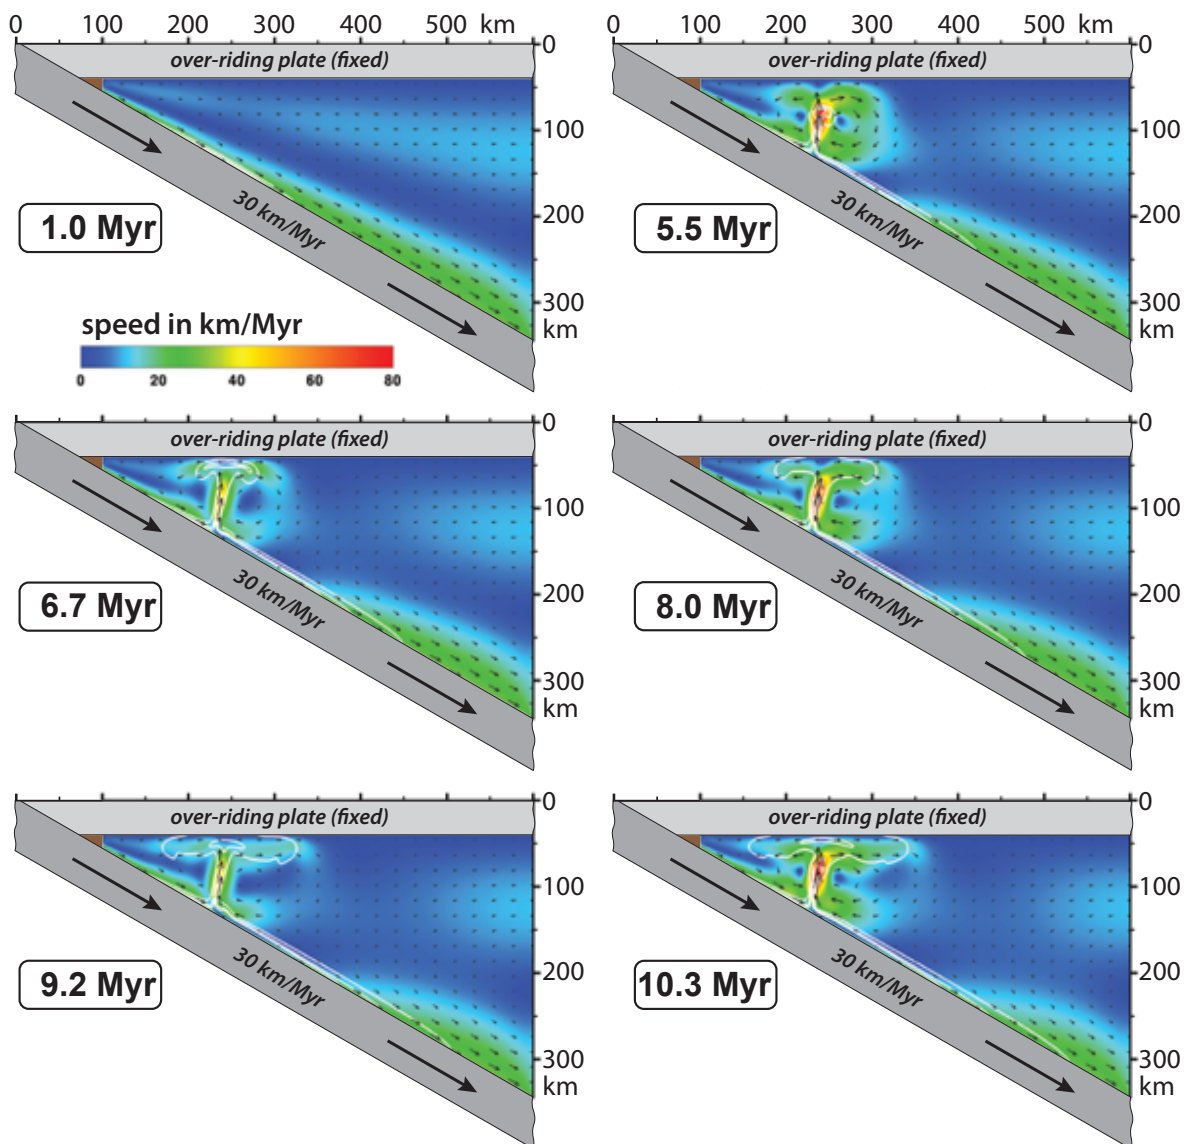 0 100 200 300 400 500 km
0 100 200 300 400 500 km
over-riding plate (fixed)
0
100
200
300
km
30 km/Myr
1.0 Myr
speed in km/Myr
0 20 40 60 80
over-riding plate (fixed)
0
100
200
300
km
30 km/Myr
5.5 Myr
over-riding plate (fixed)
0
100
200
300
km
30 km/Myr
6.7 Myr
over-riding plate (fixed)
0
100
200
300
km
30 km/Myr
8.0 Myr
over-riding plate (fixed)
0
100
200
300
km
30 km/Myr
9.2 Myr
over-riding plate (fixed)
0
100
200
300
km
30 km/Myr
10.3 Myr